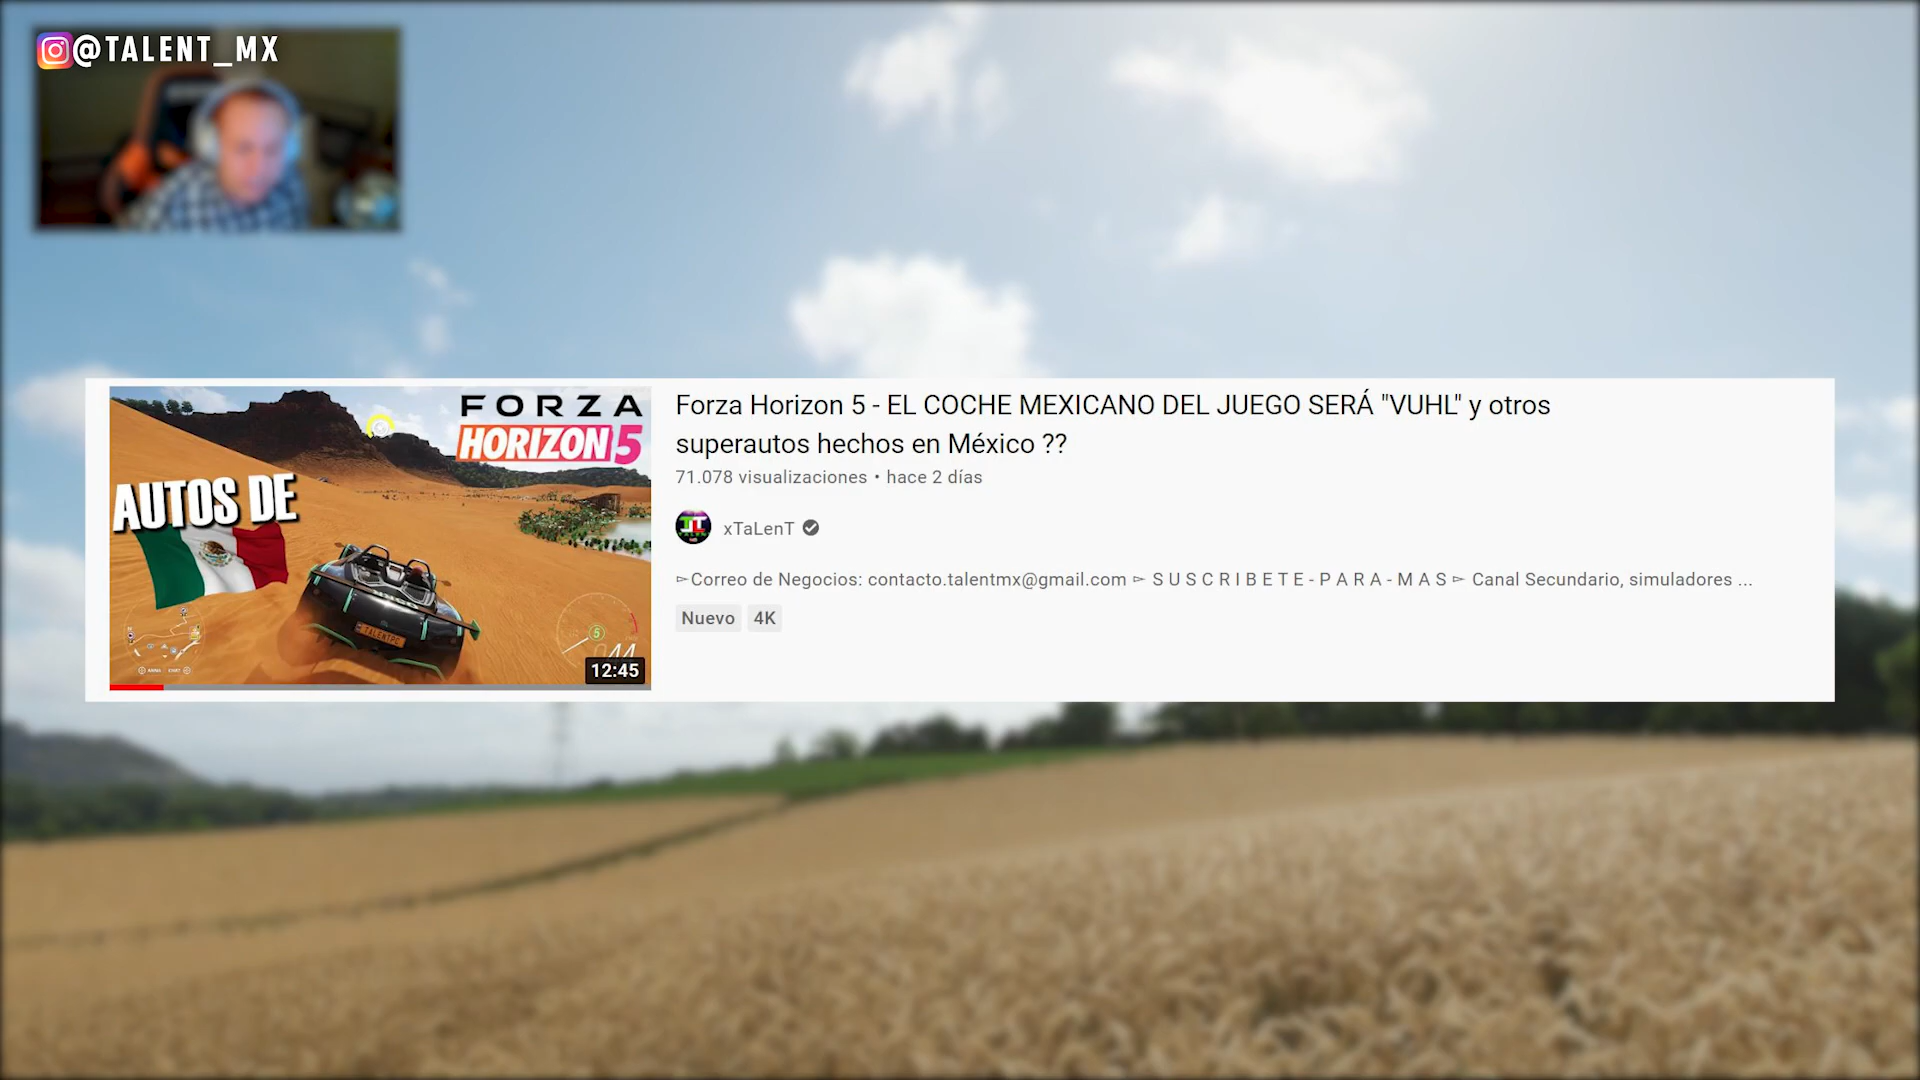 @TALENT_MX
FORZA
HORIZON 5
AUTOS DE
TALENTPC
5
12:45
Forza Horizon 5 - EL COCHE MEXICANO DEL JUEGO SERÁ "VUHL" y otros
superautos hechos en México ??
71.078 visualizaciones • hace 2 días
xTaLenT
▻Correo de Negocios: contacto.talentmx@gmail.com ▻ S U S C R I B E T E - P A R A - M A S ▻ Canal Secundario, simuladores ...
Nuevo 4K